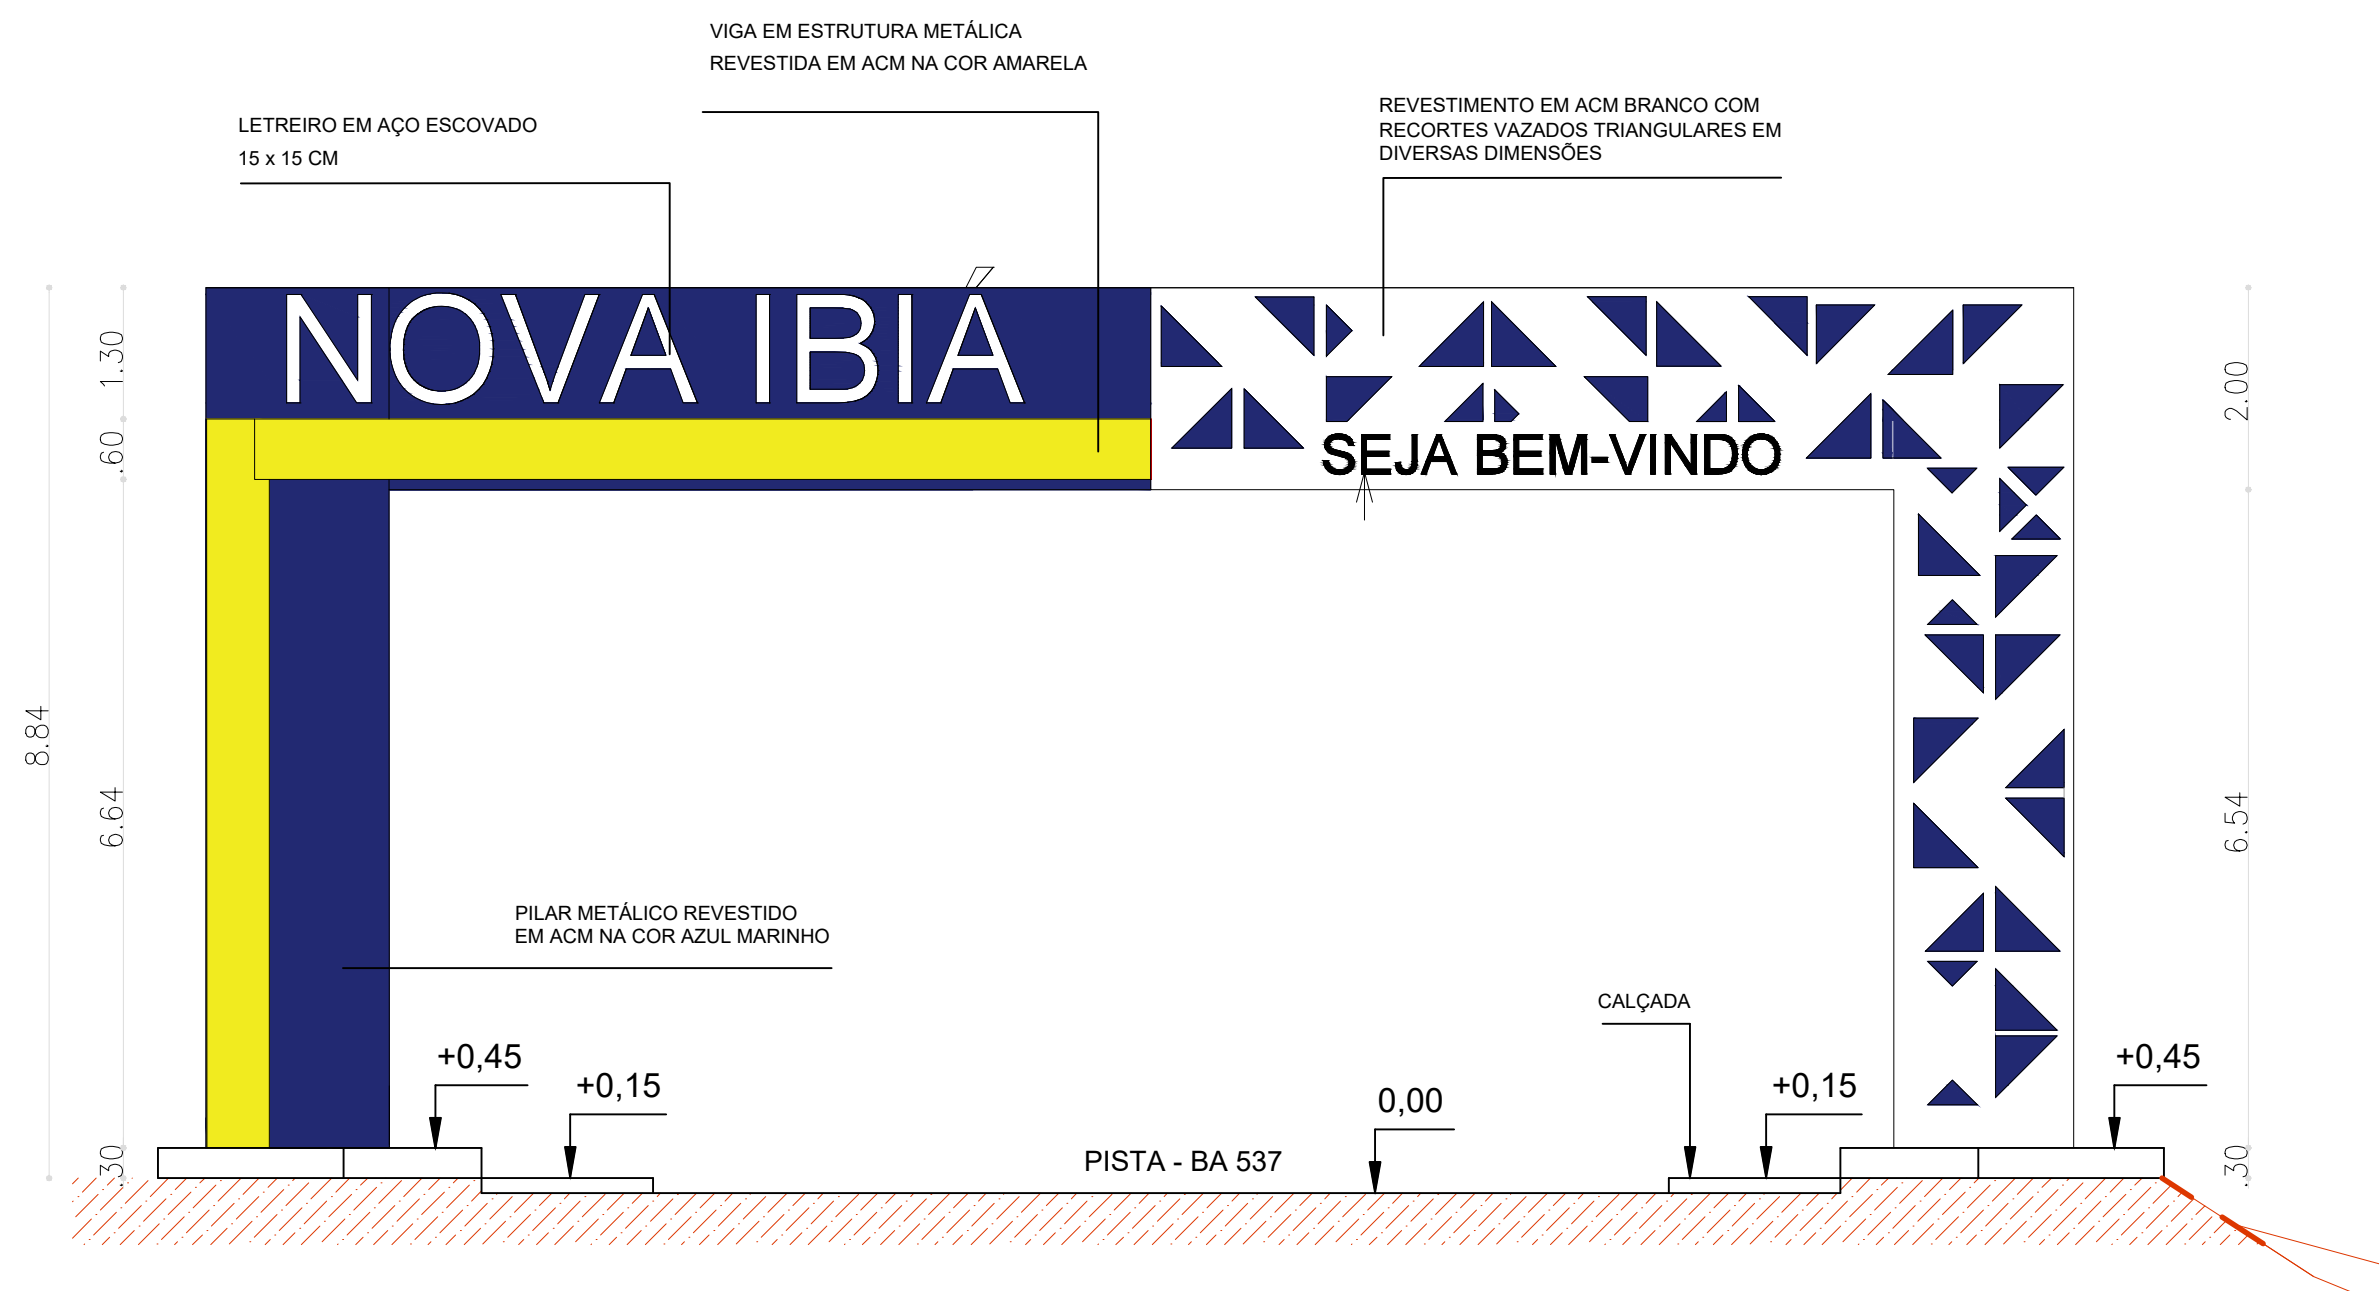 VIGA EM ESTRUTURA METÁLICA
REVESTIDA EM ACM NA COR AMARELA
LETREIRO EM AÇO ESCOVADO
15 x 15 CM
REVESTIMENTO EM ACM BRANCO COM
RECORTES VAZADOS TRIANGULARES EM
DIVERSAS DIMENSÕES
NOVA IBIÁ
SEJA BEM-VINDO
1.30
.60
8.84
6.64
.30
2.00
6.54
.30
PILAR METÁLICO REVESTIDO
EM ACM NA COR AZUL MARINHO
CALÇADA
+0,45
+0,15
0,00
+0,15
+0,45
PISTA - BA 537